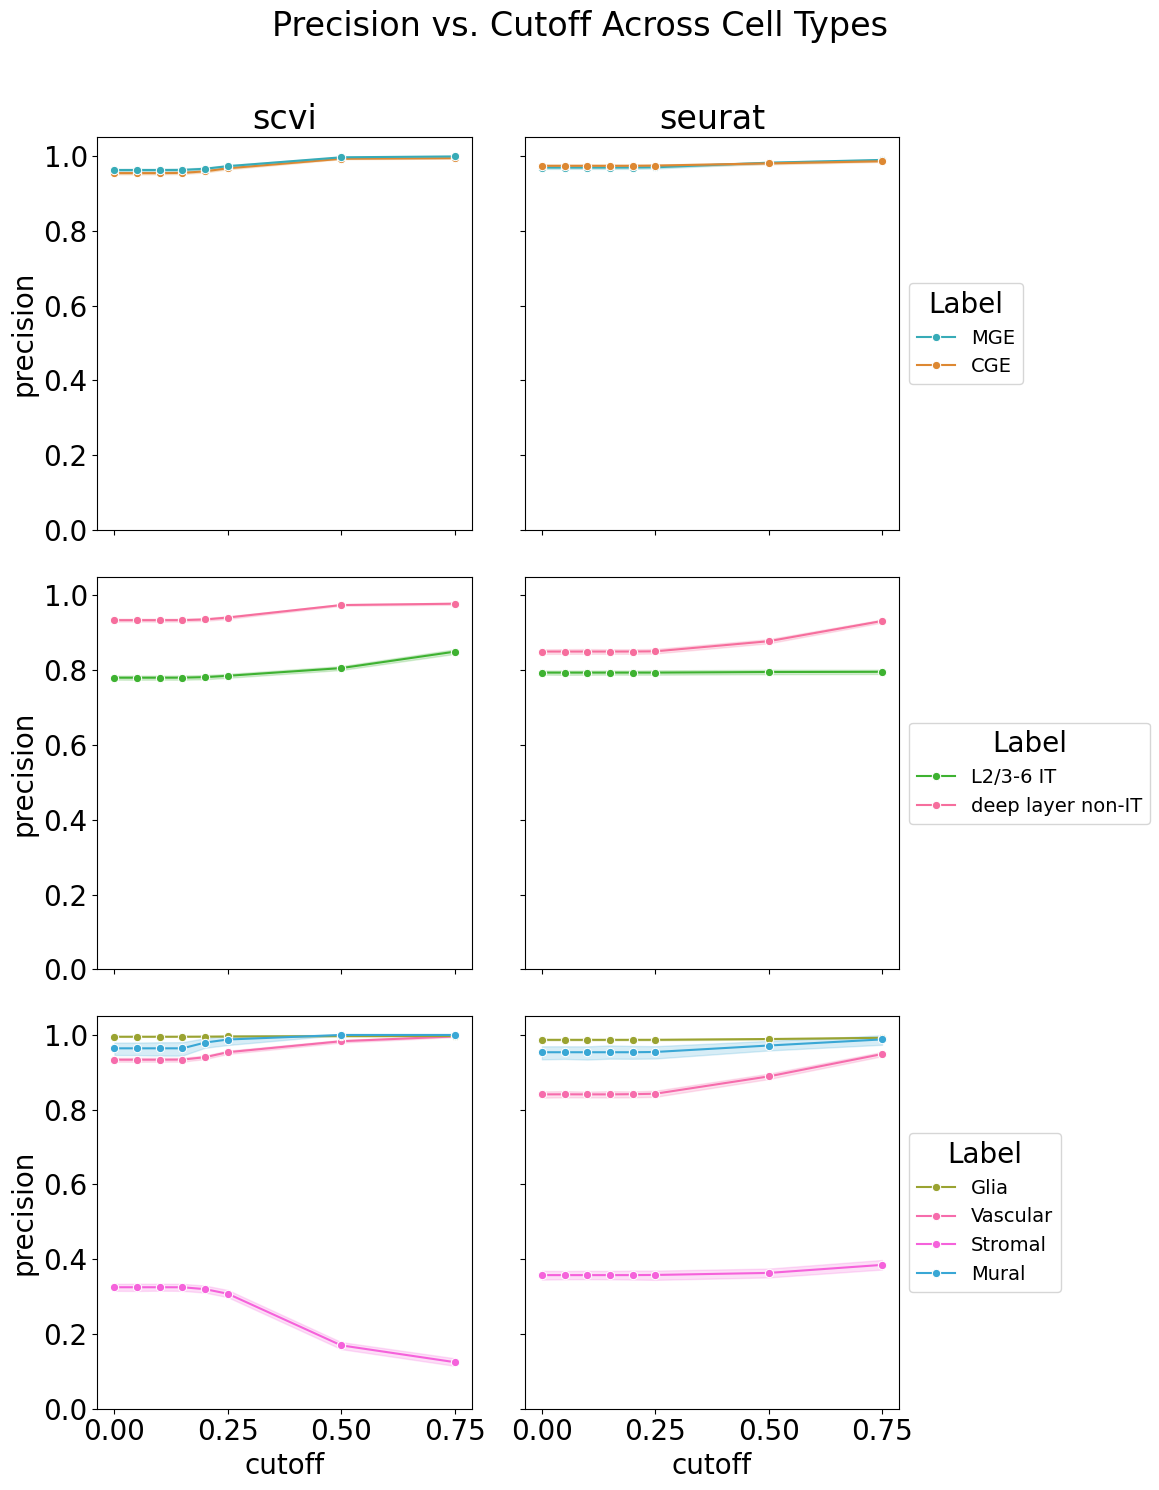 Precision vs. Cutoff Across Cell Types
scvi
seurat
1.0
0.8
0.6
0.4
0.2
0.0
precision
Label
MGE
CGE
1.0
0.8
0.6
0.4
0.2
0.0
precision
Label
L2/3-6 IT
deep layer non-IT
1.0
0.8
0.6
0.4
0.2
0.0
precision
0.00 0.25 0.50 0.75
cutoff
0.00 0.25 0.50 0.75
cutoff
Label
Glia
Vascular
Stromal
Mural